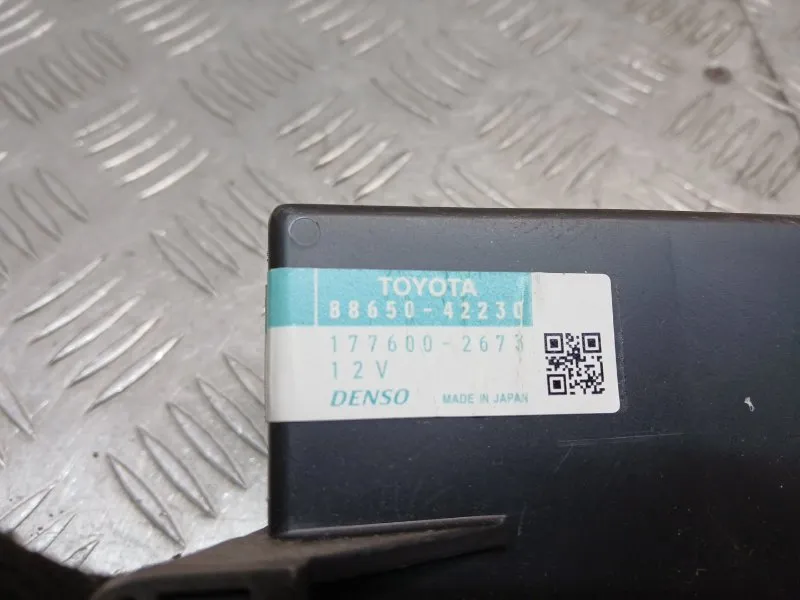 TOYOTA
88650-42230
177600-2673
12V
DENSO MADE IN JAPAN